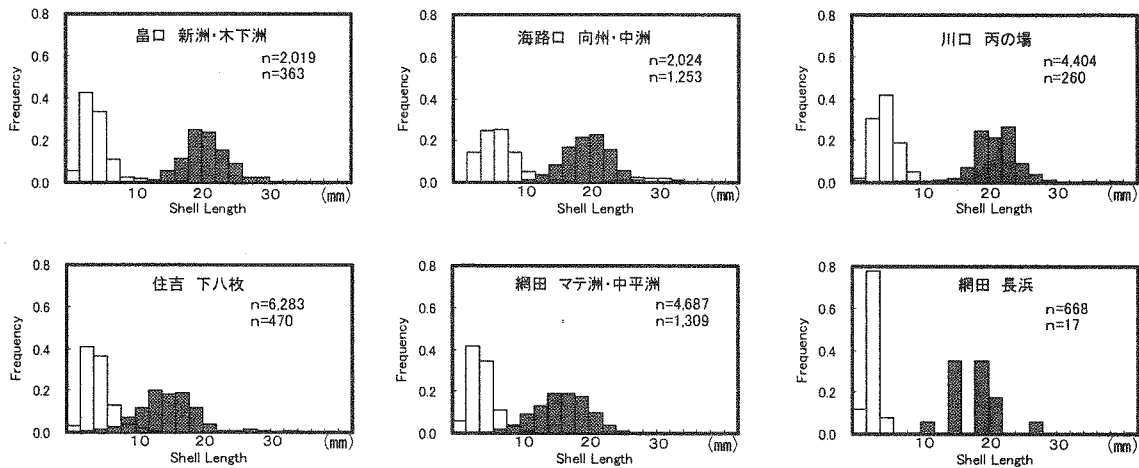 0.8
畠口 新洲・木下洲
n=2,019
n=363
0.6
Frequency
0.4
0.2
0.0
10 20 30 (mm)
Shell Length
0.8
海路口 向州・中洲
n=2,024
n=1,253
0.6
Frequency
0.4
0.2
0.0
10 20 30 (mm)
Shell Length
0.8
川口 丙の場
n=4,404
n=260
0.6
Frequency
0.4
0.2
0.0
10 20 30 (mm)
Shell Length
0.8
住吉 下八枚
n=6,283
n=470
0.6
Frequency
0.4
0.2
0.0
10 20 30 (mm)
Shell Length
0.8
網田 マテ洲・中平洲
n=4,687
n=1,309
0.6
Frequency
0.4
0.2
0.0
10 20 30 (mm)
Shell Length
0.8
網田 長浜
n=668
n=17
0.6
Frequency
0.4
0.2
0.0
10 20 30 (mm)
Shell Length